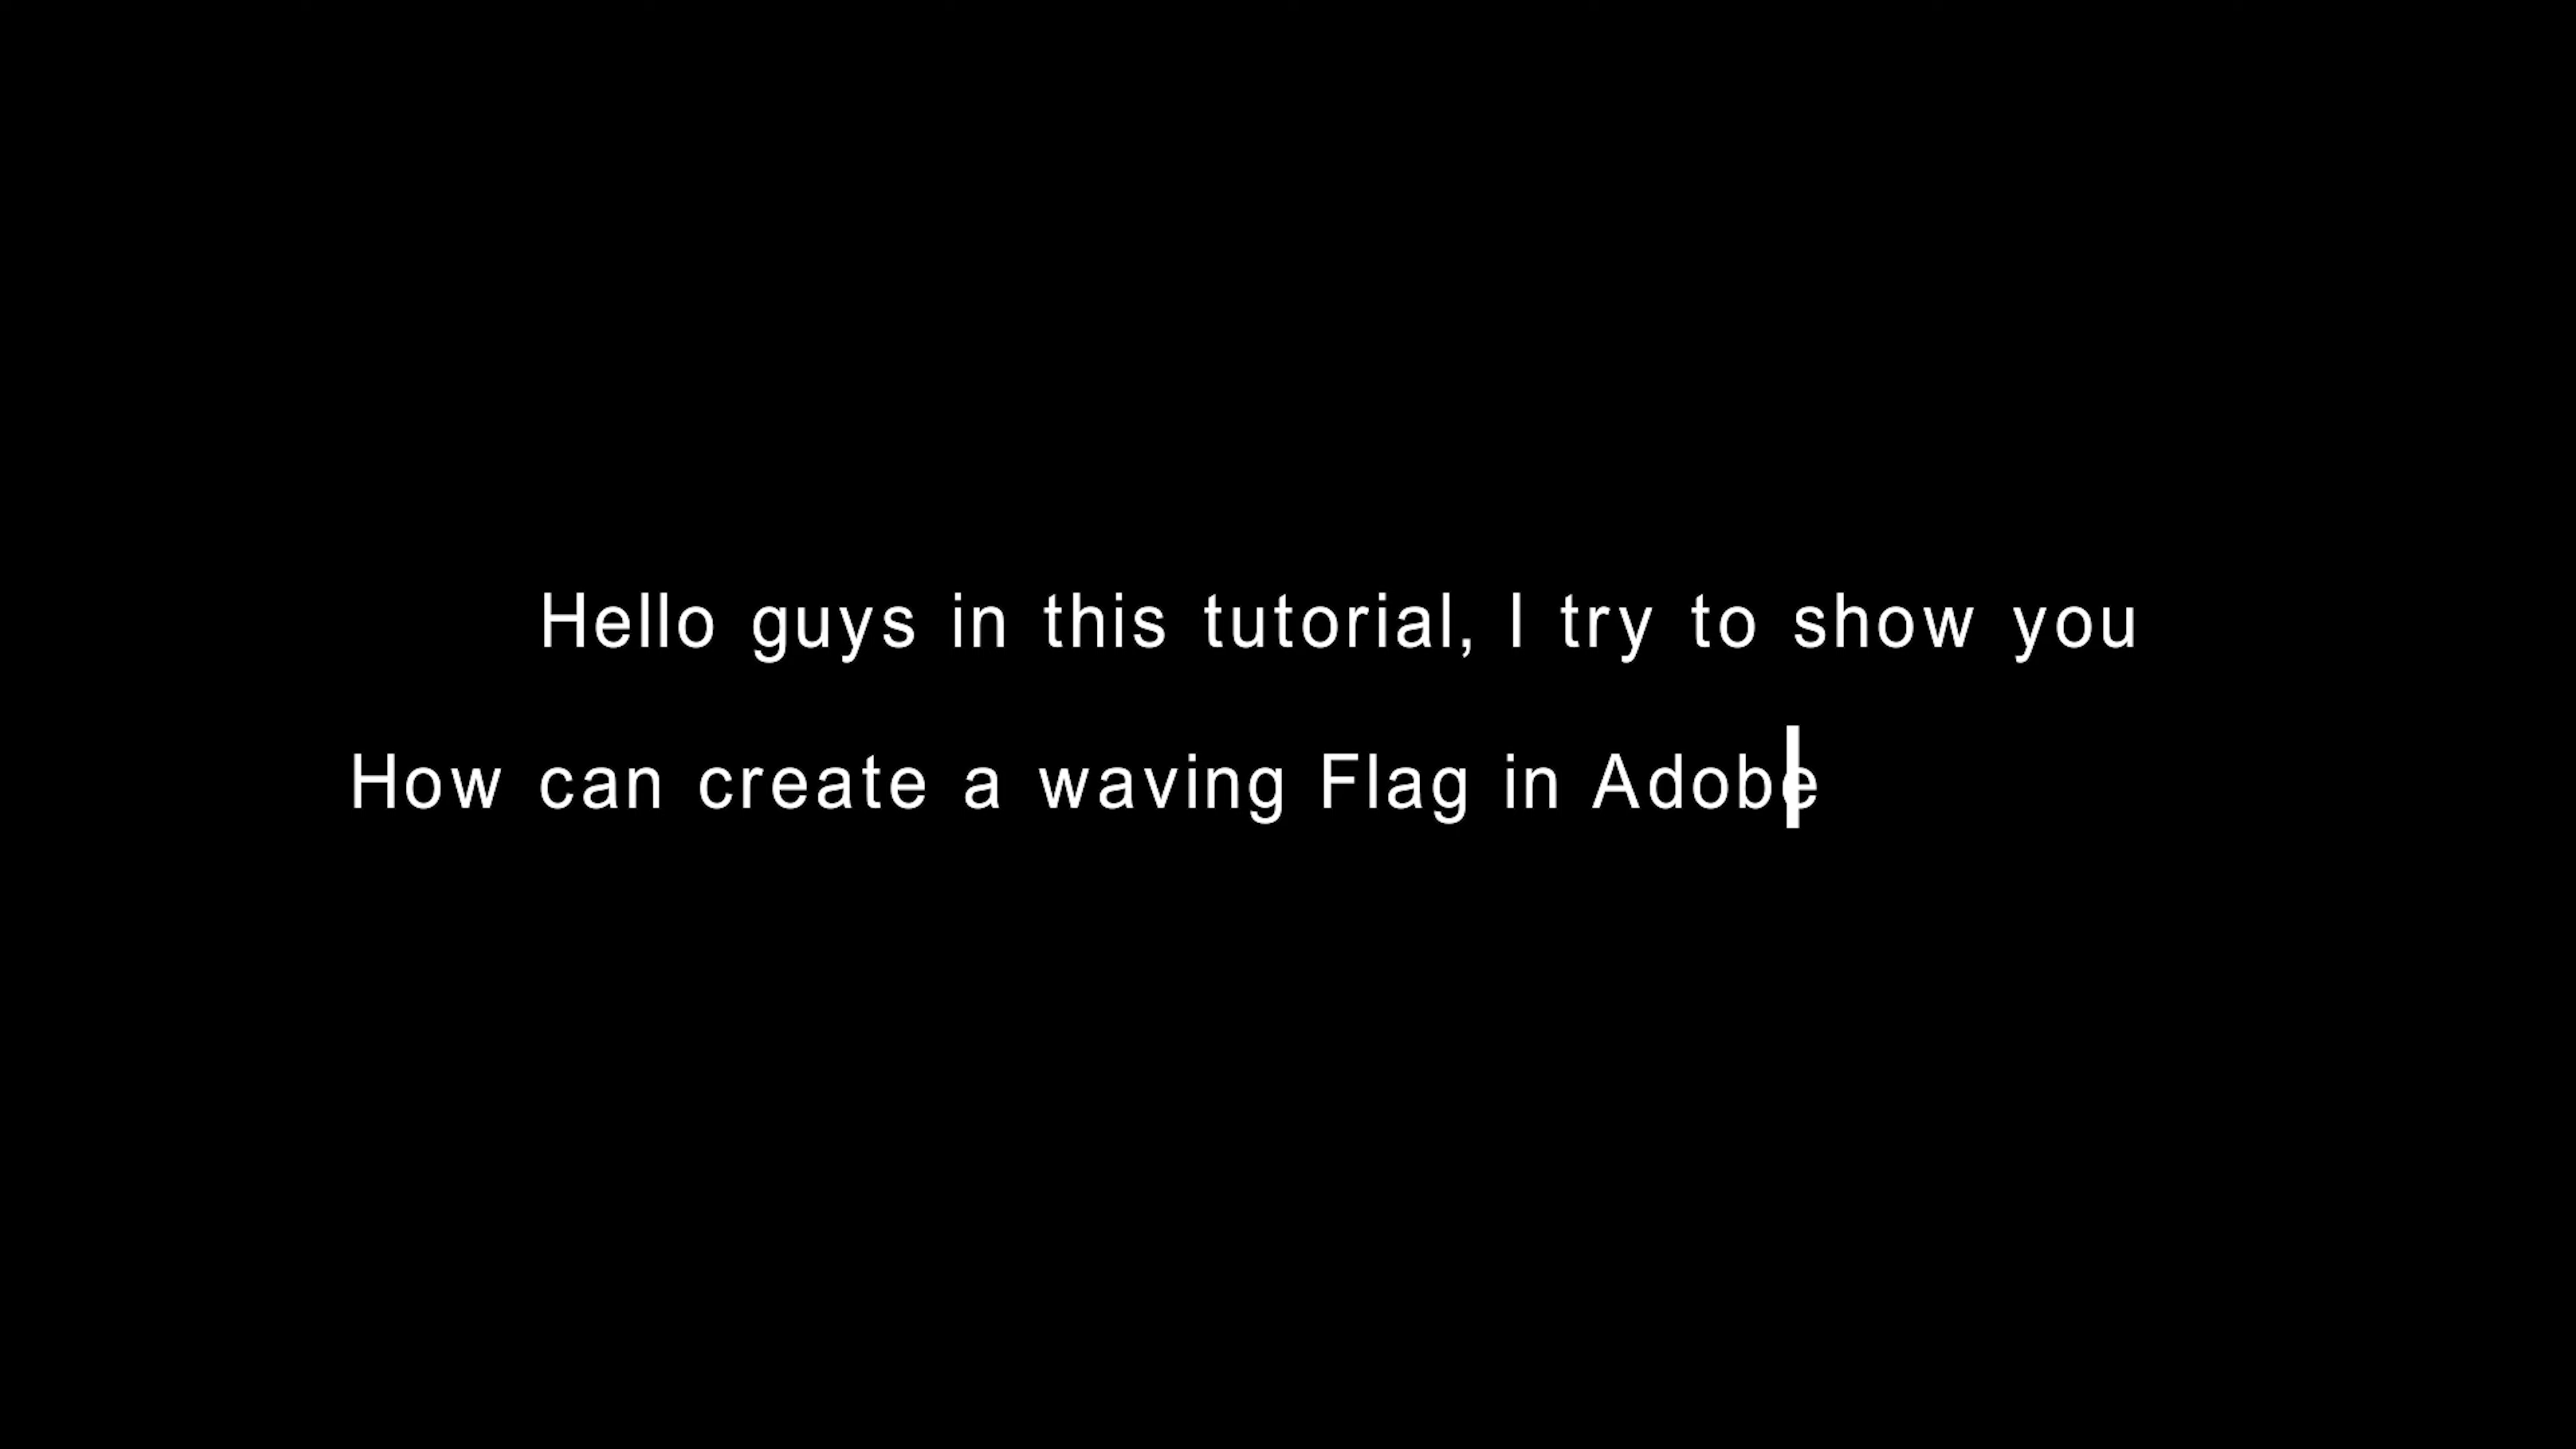 Hello guys in this tutorial, I try to show you
How can create a waving Flag in Adobe